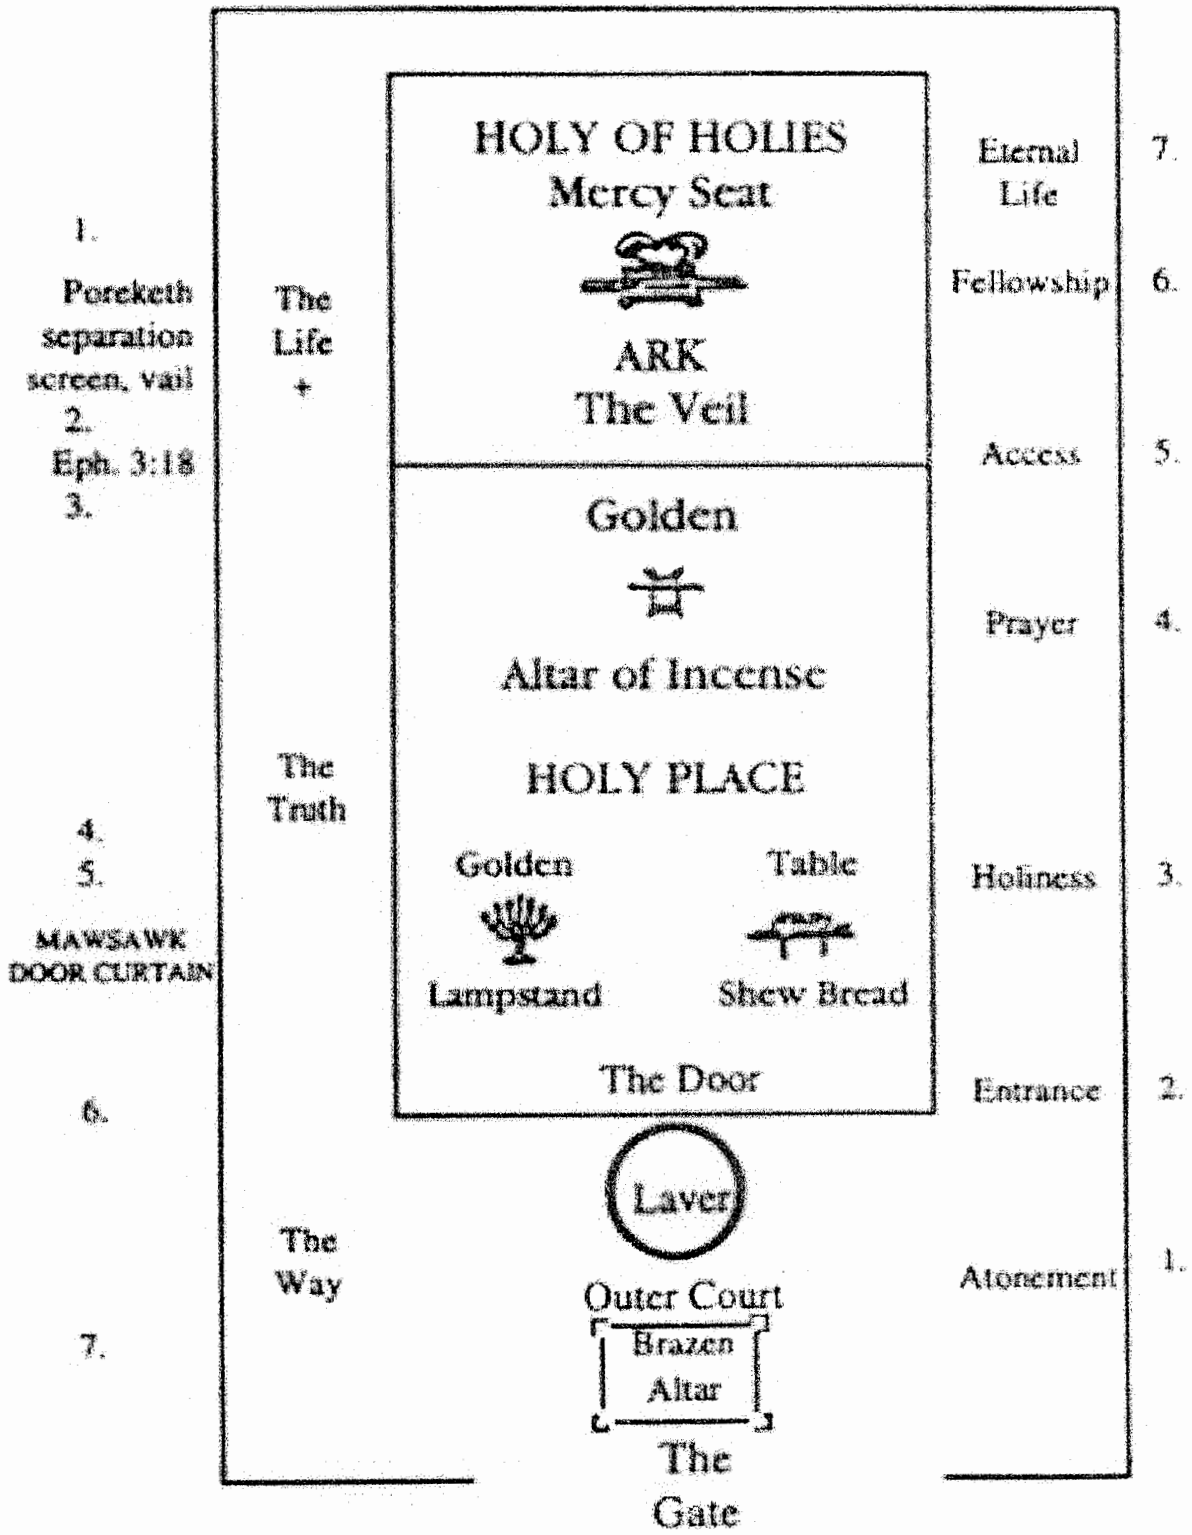 HOLY OF HOLIES
Mercy Seat
ARK
The Veil
Golden
Altar of Incense
HOLY PLACE
Golden
Lampstand
Table
Shew Bread
The Door
Laver
Outer Court
Brazen
Altar
The
Gate
1.
Poreketh
separation
screen, vail
2.
Eph. 3:18
3.
4.
5.
MAWSAWK
DOOR CURTAIN
6.
7.
The
Life
+
The
Truth
The
Way
Eternal 7.
Life
Fellowship 6.
Access 5.
Prayer 4.
Holiness 3.
Entrance 2.
Atonement 1.